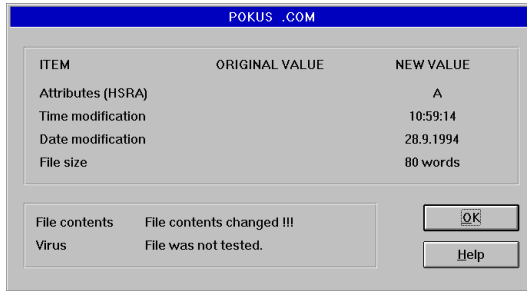 POKUS .COM
ITEM ORIGINAL VALUE NEW VALUE
Attributes (HSRA) A
Time modification 10:59:14
Date modification 28.9.1994
File size 80 words
File contents File contents changed !!!
Virus File was not tested.
OK
Help